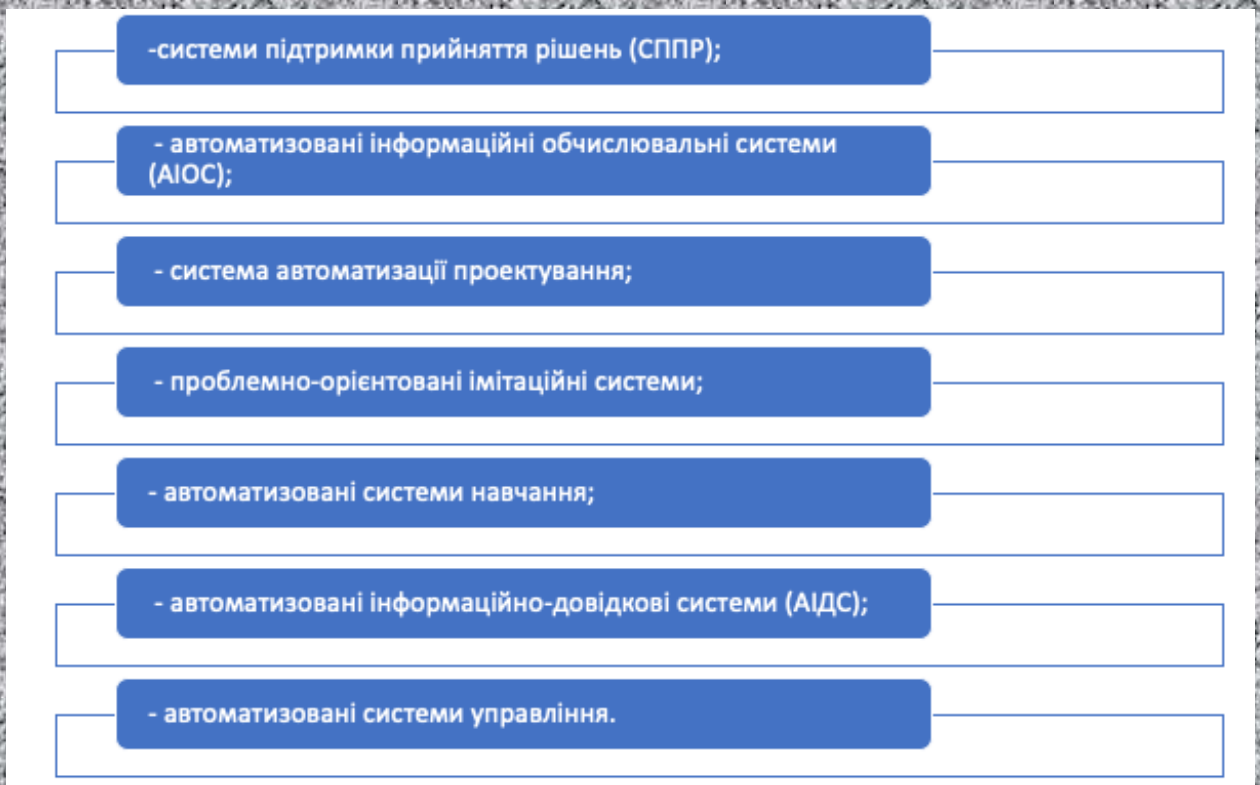 -системи підтримки прийняття рішень (СППР);
- автоматизовані інформаційні обчислювальні системи
(АІОС);
- система автоматизації проектування;
- проблемно-орієнтовані імітаційні системи;
- автоматизовані системи навчання;
- автоматизовані інформаційно-довідкові системи (АІДС);
- автоматизовані системи управління.